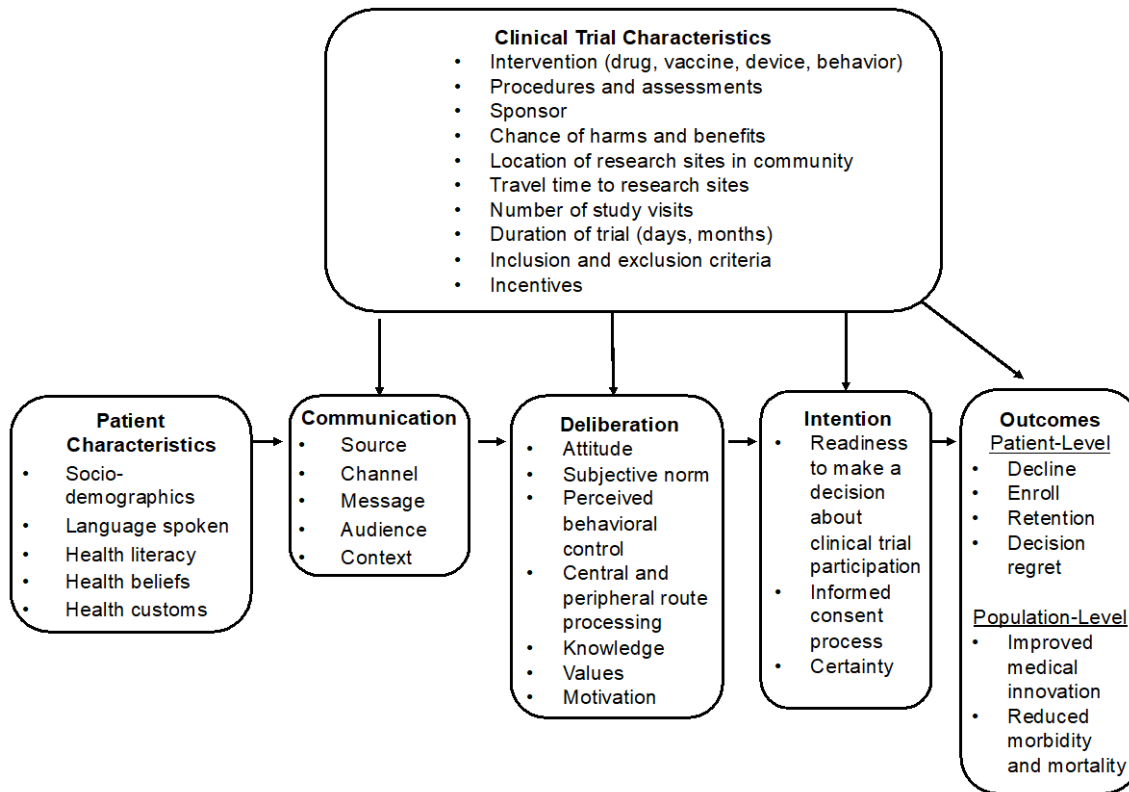 Clinical Trial Characteristics
• Intervention (drug, vaccine, device, behavior)
• Procedures and assessments
• Sponsor
• Chance of harms and benefits
• Location of research sites in community
• Travel time to research sites
• Number of study visits
• Duration of trial (days, months)
• Inclusion and exclusion criteria
• Incentives
Patient
Characteristics
• Socio-
demographics
• Language spoken
• Health literacy
• Health beliefs
• Health customs
Communication
• Source
• Channel
• Message
• Audience
• Context
Deliberation
• Attitude
• Subjective norm
• Perceived
behavioral
control
• Central and
peripheral route
processing
• Knowledge
• Values
• Motivation
Intention
• Readiness
to make a
decision
about
clinical trial
participation
• Informed
consent
process
• Certainty
Outcomes
Patient-Level
• Decline
• Enroll
• Retention
• Decision
regret
Population-Level
• Improved
medical
innovation
• Reduced
morbidity
and mortality